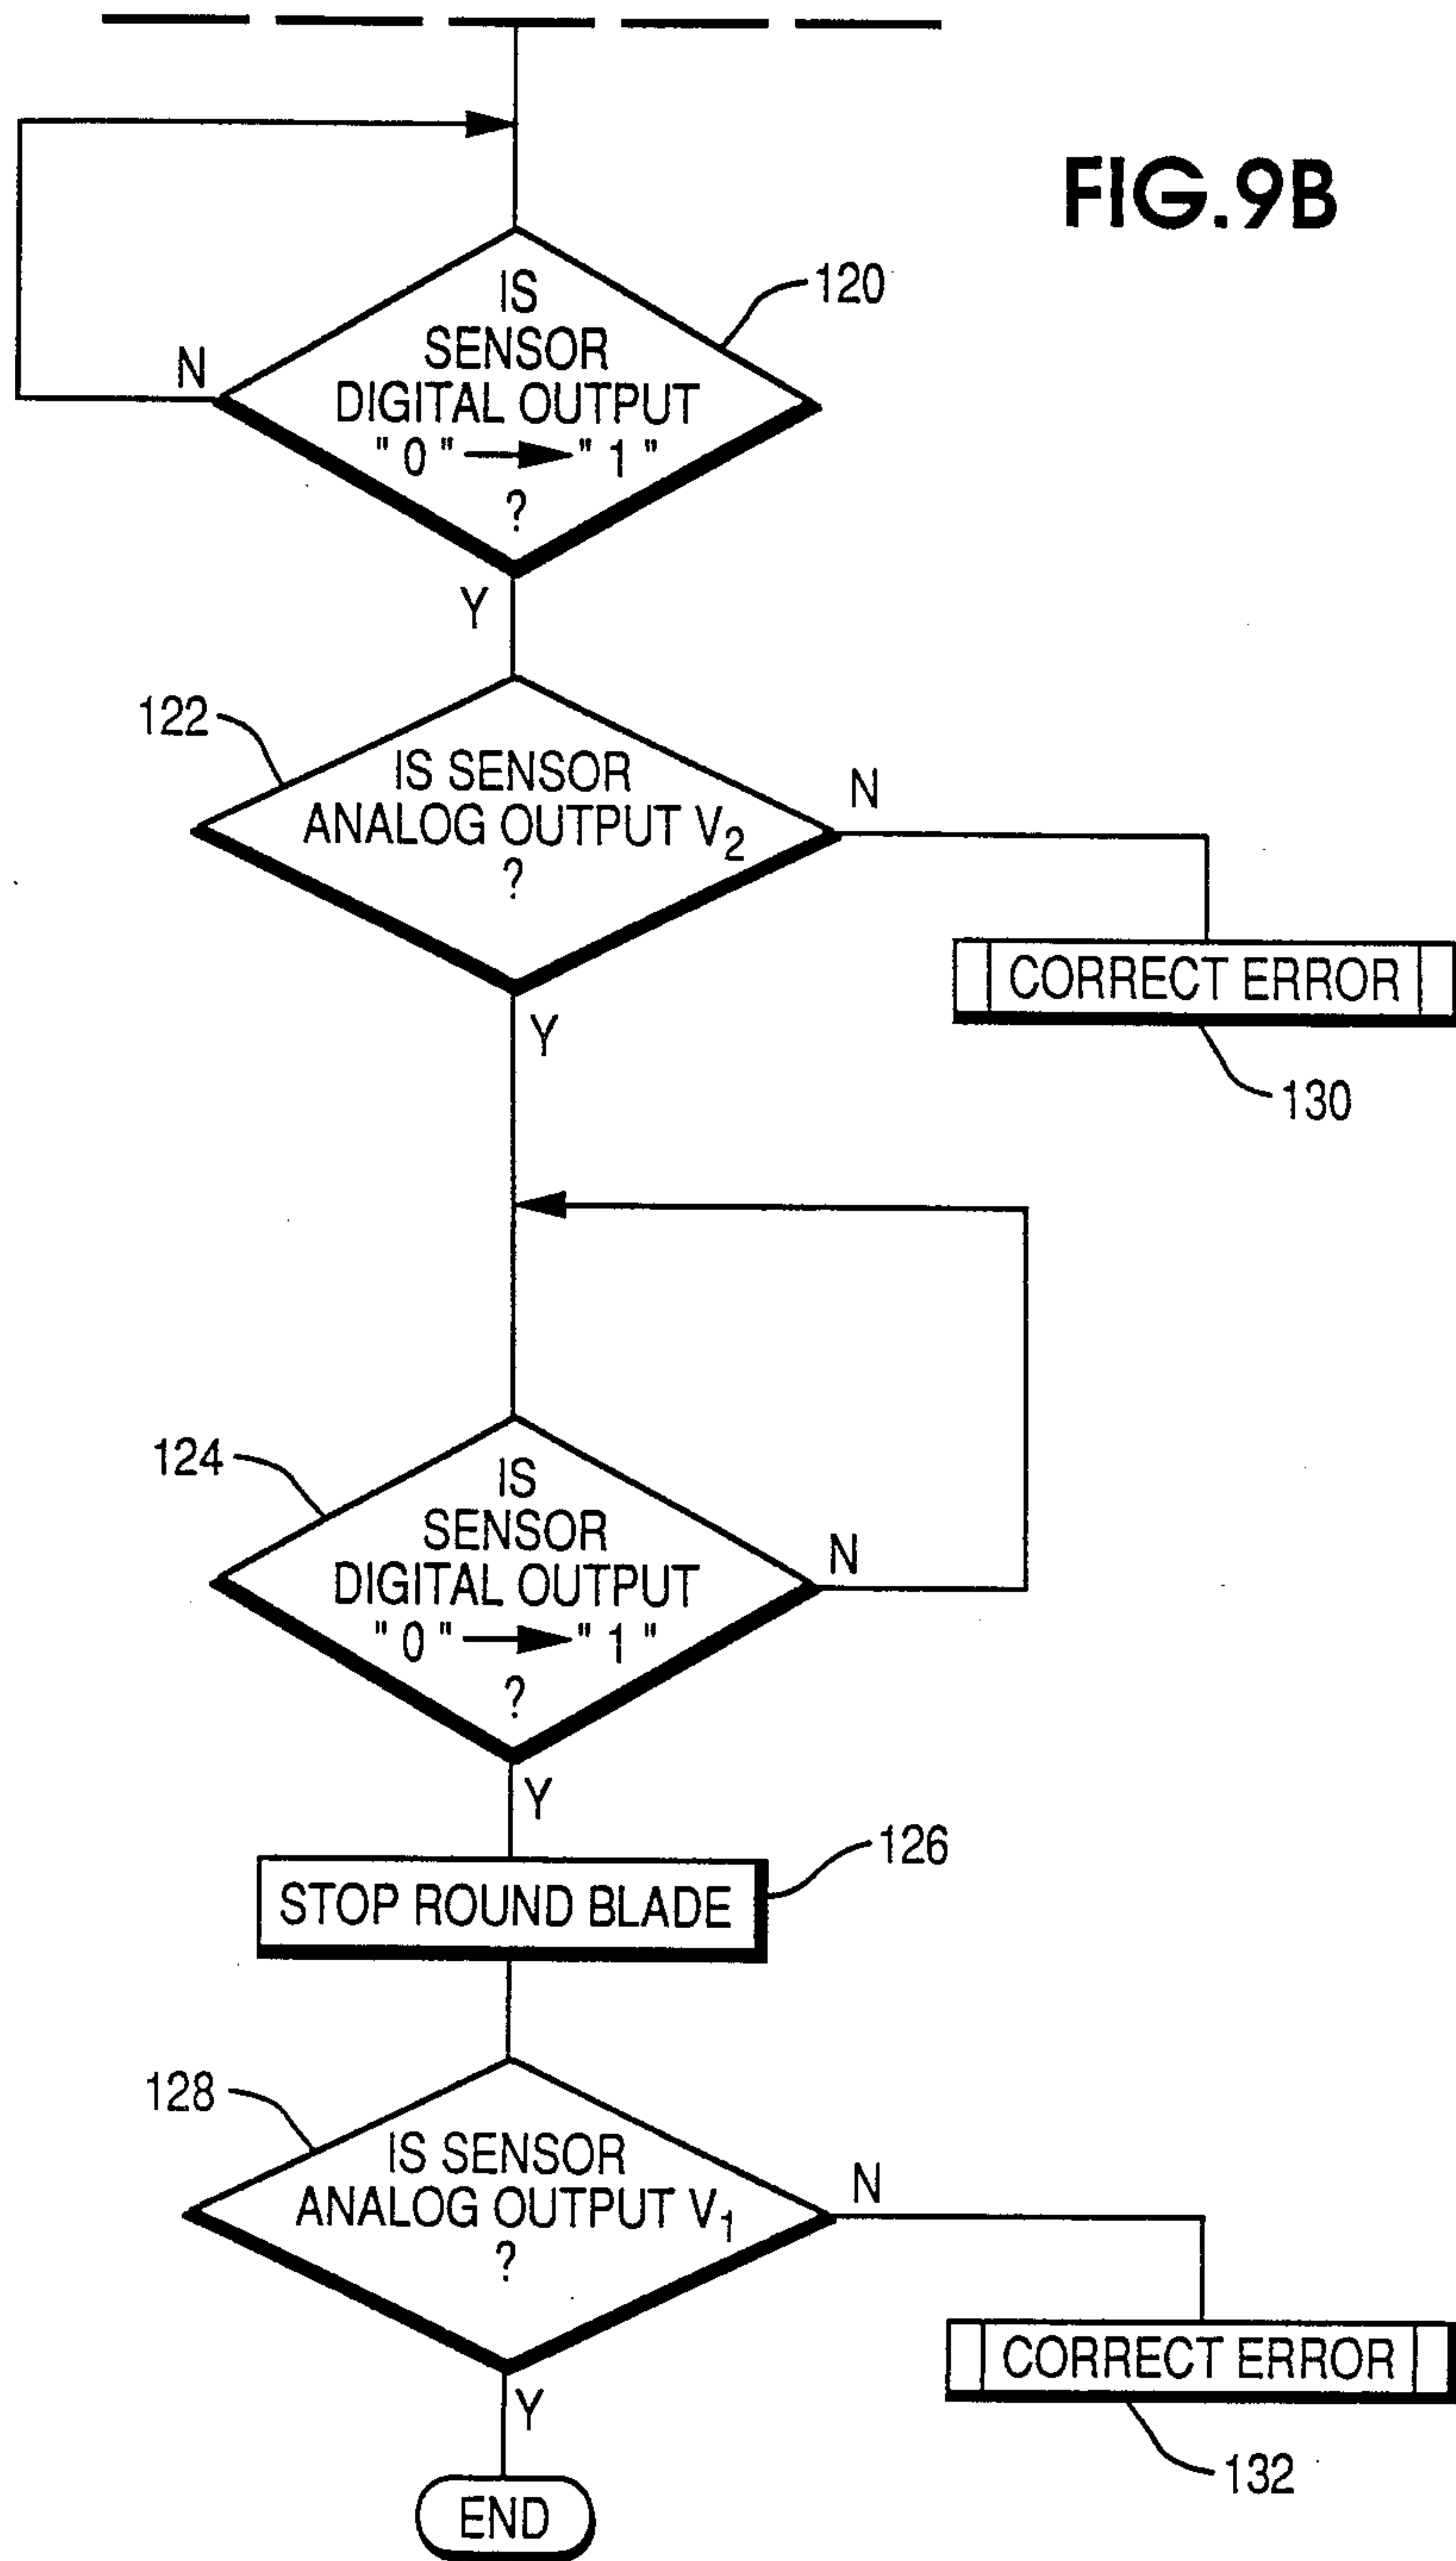 FIG.9B
IS
SENSOR
DIGITAL OUTPUT
"0" → "1"
?
120
N
Y
122
IS SENSOR
ANALOG OUTPUT V2
?
N
Y
CORRECT ERROR
130
124
IS
SENSOR
DIGITAL OUTPUT
"0" → "1"
?
N
Y
126
STOP ROUND BLADE
128
IS SENSOR
ANALOG OUTPUT V1
?
N
Y
CORRECT ERROR
132
END